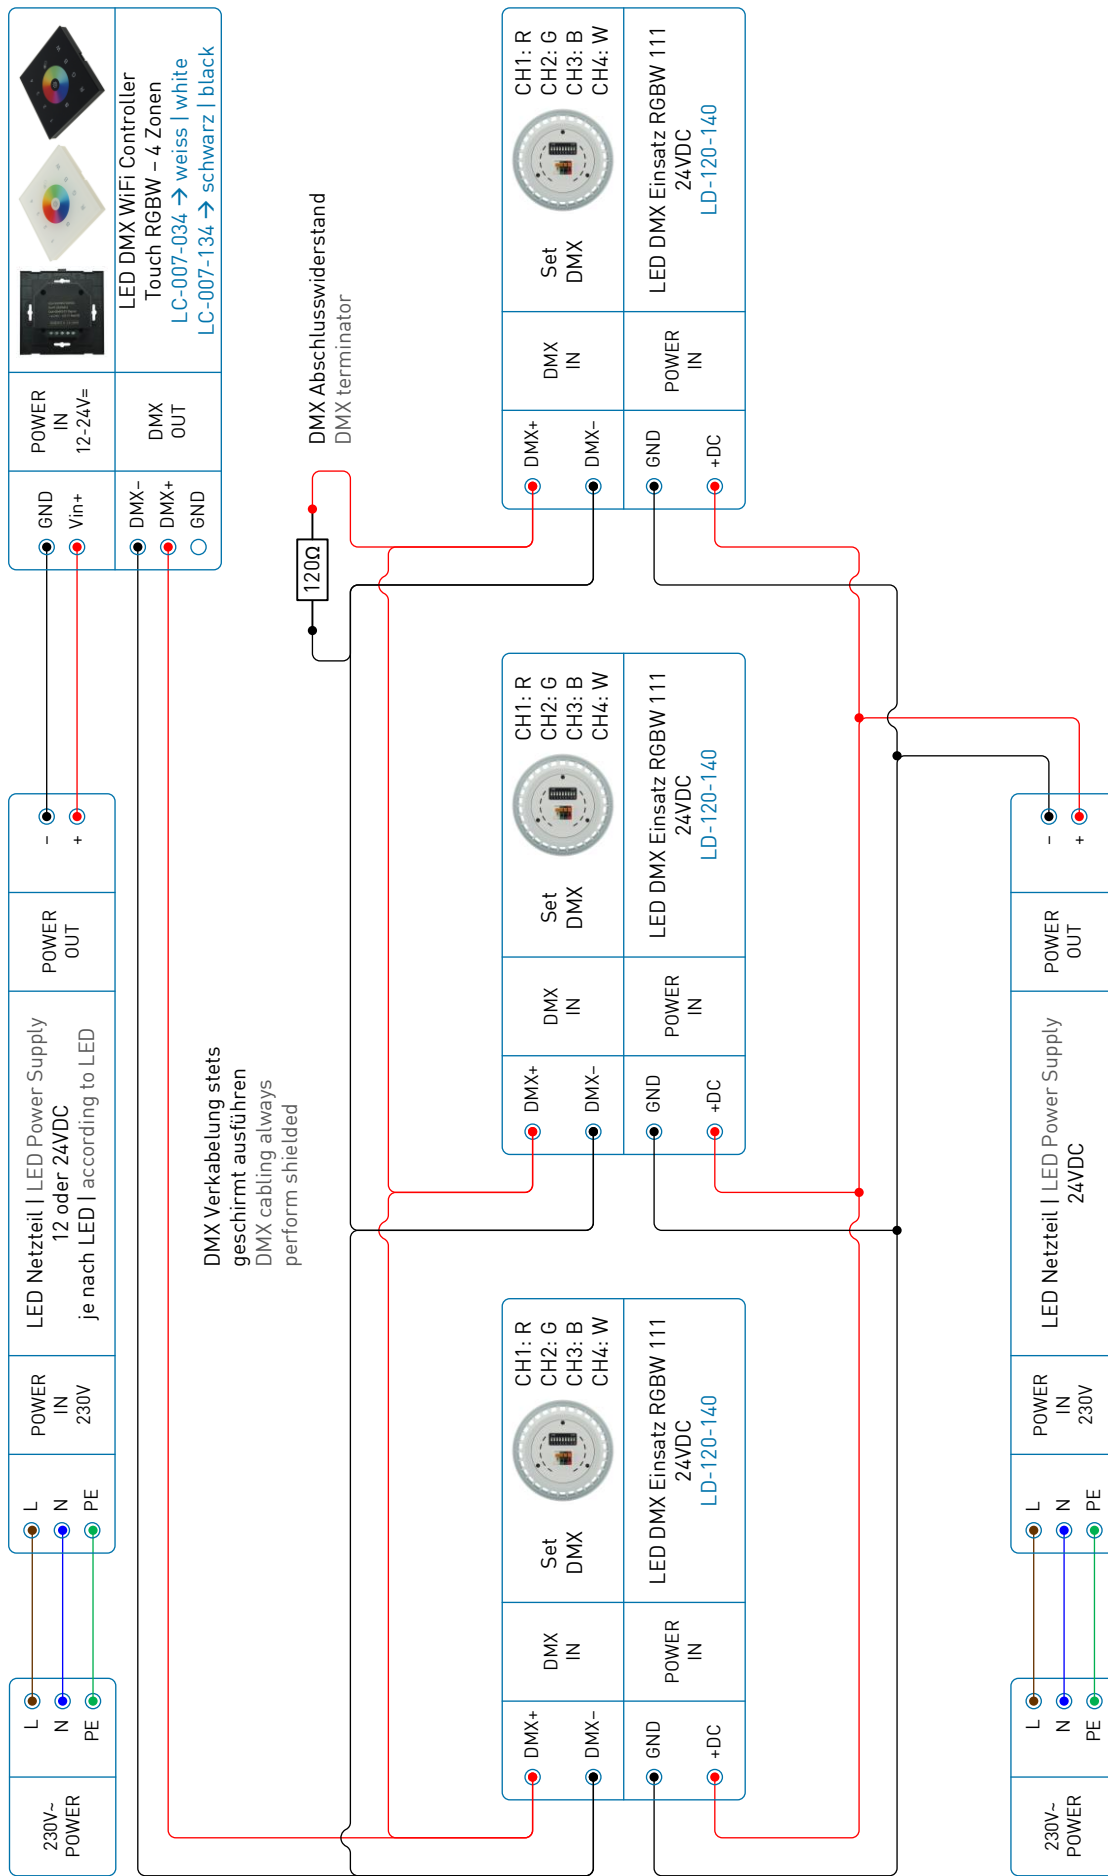 230V~
POWER
L
N
PE
L
N
PE
POWER
IN
230V
LED Netzteil | LED Power Supply
12 oder 24VDC
je nach LED | according to LED
POWER
OUT
–
+
GND
Vin+
POWER
IN
12-24V=
DMX–
DMX+
GND
DMX
OUT
LED DMX WiFi Controller
Touch RGBW – 4 Zonen
LC-007-034 → weiss | white
LC-007-134 → schwarz | black
DMX Verkabelung stets
geschirmt ausführen
DMX cabling always
perform shielded
120Ω
DMX Abschlusswiderstand
DMX terminator
DMX+
DMX–
GND
+DC
DMX
IN
POWER
IN
Set
DMX
CH1: R
CH2: G
CH3: B
CH4: W
LED DMX Einsatz RGBW 111
24VDC
LD-120-140
DMX+
DMX–
GND
+DC
DMX
IN
POWER
IN
Set
DMX
CH1: R
CH2: G
CH3: B
CH4: W
LED DMX Einsatz RGBW 111
24VDC
LD-120-140
DMX+
DMX–
GND
+DC
DMX
IN
POWER
IN
Set
DMX
CH1: R
CH2: G
CH3: B
CH4: W
LED DMX Einsatz RGBW 111
24VDC
LD-120-140
230V~
POWER
L
N
PE
L
N
PE
POWER
IN
230V
LED Netzteil | LED Power Supply
24VDC
POWER
OUT
–
+